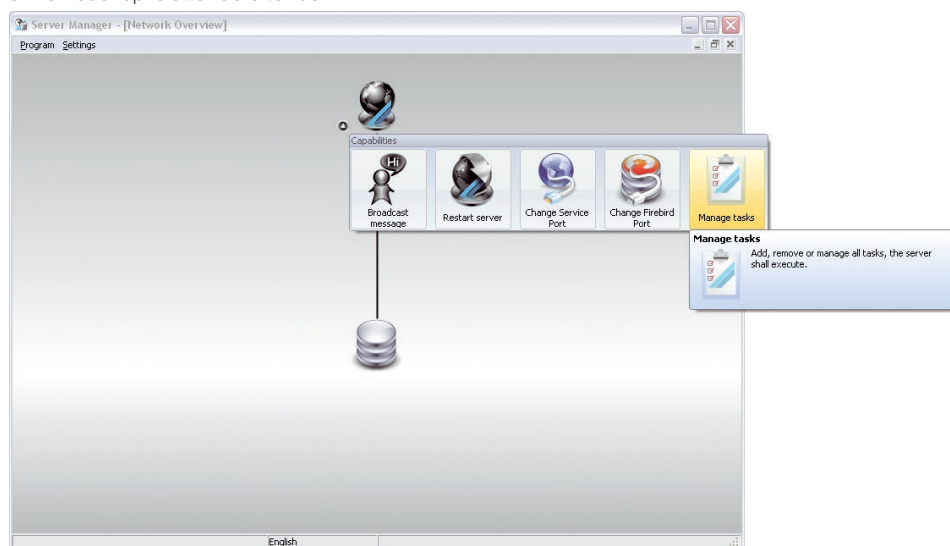 Server Manager - [Network Overview]
Program Settings
Capabilities
Hi
Broadcast
message
Restart server
Change Service
Port
Change Firebird
Port
Manage tasks
Manage tasks
Add, remove or manage all tasks, the server
shall execute.
English